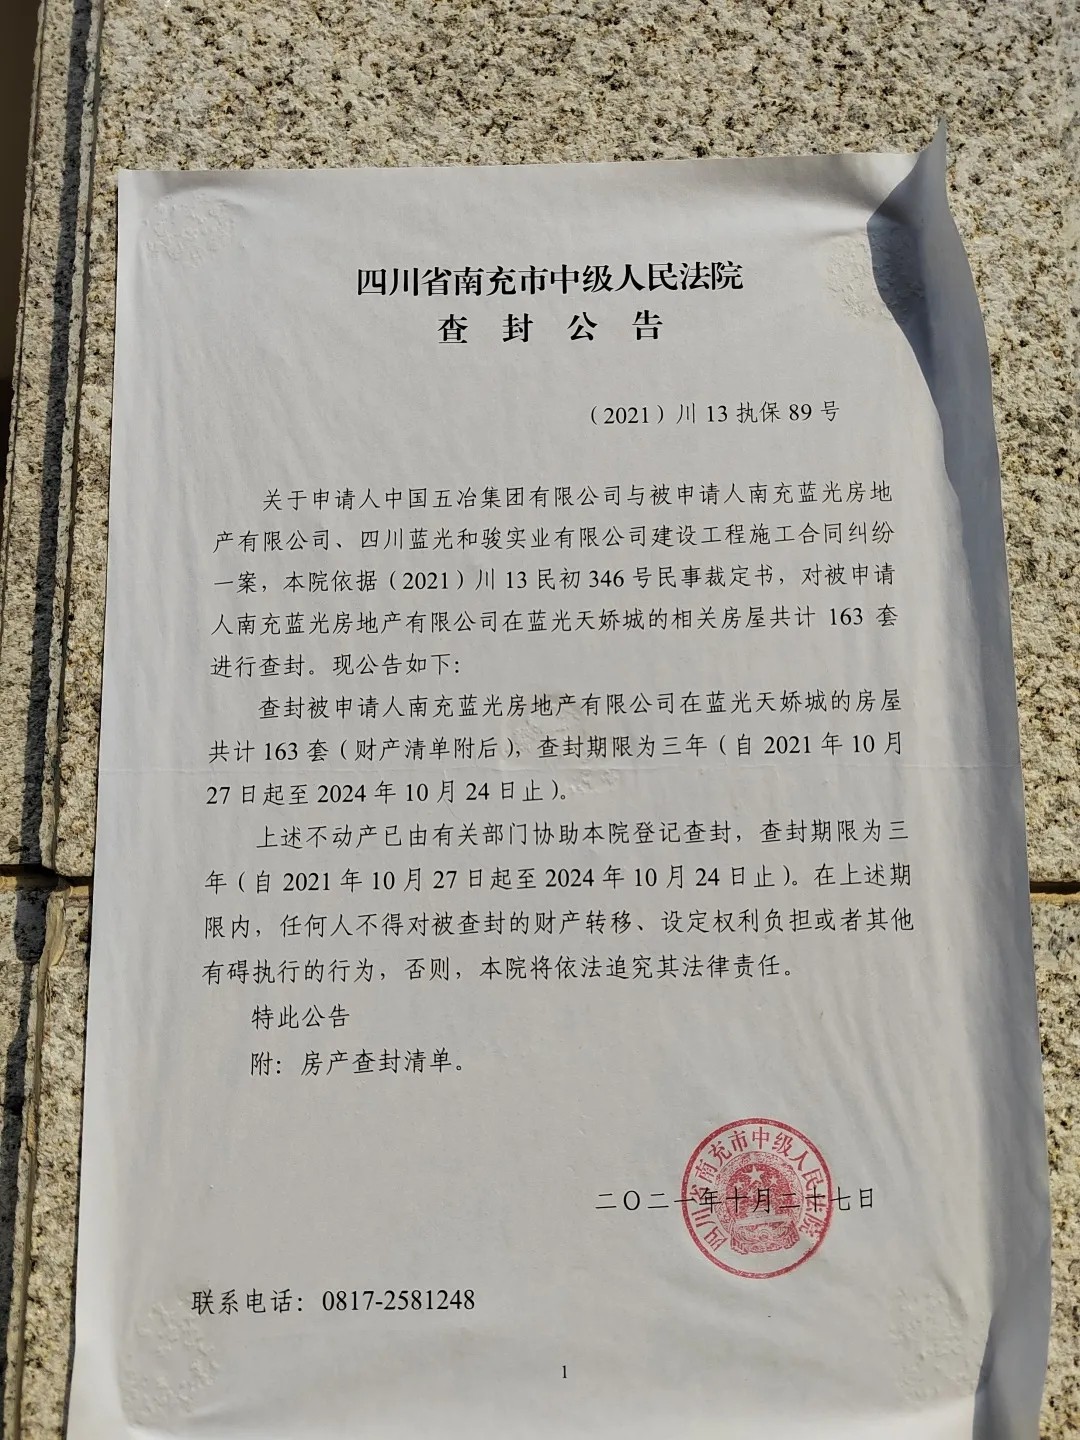 四川省南充市中级人民法院
查封公告
（2021）川 13 执保 89 号
关于申请人中国五冶集团有限公司与被申请人南充蓝光房地
产有限公司、四川蓝光和骏实业有限公司建设工程施工合同纠纷
一案，本院依据（2021）川 13 民初 346 号民事裁定书，对被申请
人南充蓝光房地产有限公司在蓝光天娇城的相关房屋共计 163 套
进行查封。现公告如下：
查封被申请人南充蓝光房地产有限公司在蓝光天娇城的房屋
共计 163 套（财产清单附后），查封期限为三年（自 2021 年 10 月
27 日起至 2024 年 10 月 24 日止）。
上述不动产已由有关部门协助本院登记查封，查封期限为三
年（自 2021 年 10 月 27 日起至 2024 年 10 月 24 日止）。在上述期
限内，任何人不得对被查封的财产转移、设定权利负担或者其他
有碍执行的行为，否则，本院将依法追究其法律责任。
特此公告
附：房产查封清单。
四川省南充市中级人民法院
二〇二一年十月二十七日
联系电话：0817-2581248
1